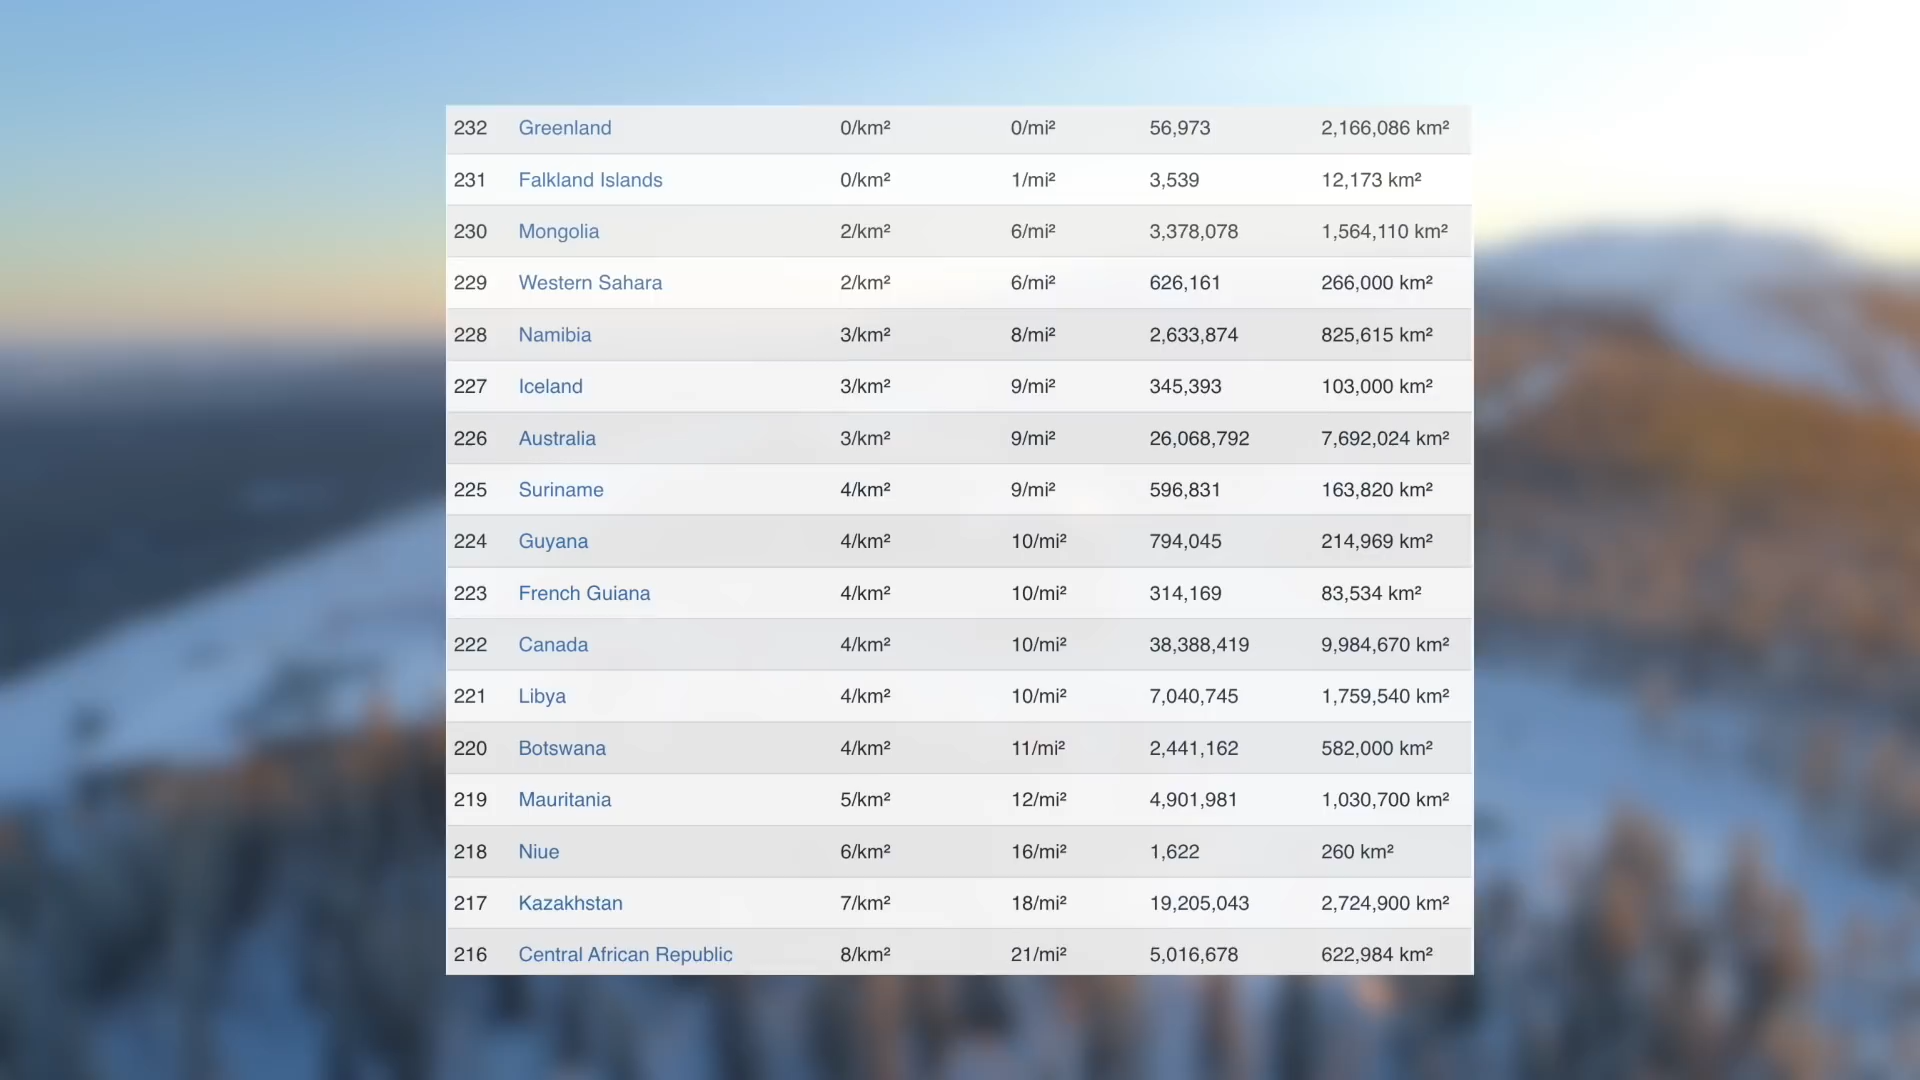 232 Greenland 0/km² 0/mi² 56,973 2,166,086 km²
231 Falkland Islands 0/km² 1/mi² 3,539 12,173 km²
230 Mongolia 2/km² 6/mi² 3,378,078 1,564,110 km²
229 Western Sahara 2/km² 6/mi² 626,161 266,000 km²
228 Namibia 3/km² 8/mi² 2,633,874 825,615 km²
227 Iceland 3/km² 9/mi² 345,393 103,000 km²
226 Australia 3/km² 9/mi² 26,068,792 7,692,024 km²
225 Suriname 4/km² 9/mi² 596,831 163,820 km²
224 Guyana 4/km² 10/mi² 794,045 214,969 km²
223 French Guiana 4/km² 10/mi² 314,169 83,534 km²
222 Canada 4/km² 10/mi² 38,388,419 9,984,670 km²
221 Libya 4/km² 10/mi² 7,040,745 1,759,540 km²
220 Botswana 4/km² 11/mi² 2,441,162 582,000 km²
219 Mauritania 5/km² 12/mi² 4,901,981 1,030,700 km²
218 Niue 6/km² 16/mi² 1,622 260 km²
217 Kazakhstan 7/km² 18/mi² 19,205,043 2,724,900 km²
216 Central African Republic 8/km² 21/mi² 5,016,678 622,984 km²